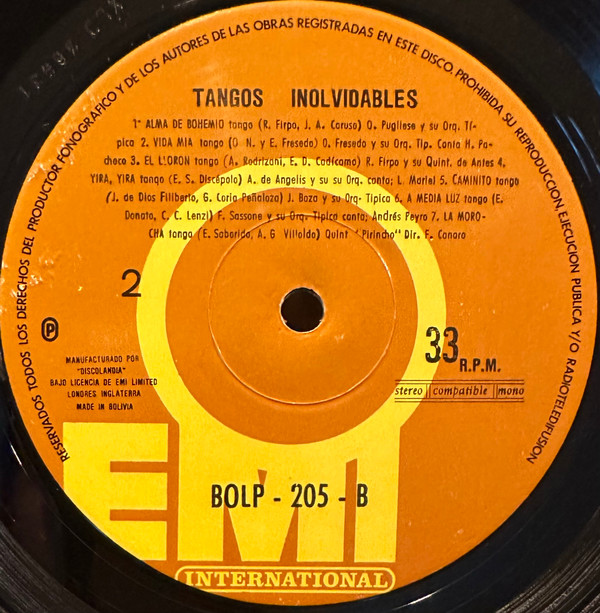 RESERVADOS TODOS LOS DERECHOS DEL PRODUCTOR FONOGRAFICO Y DE LOS AUTORES DE LAS OBRAS REGISTRADAS EN ESTE DISCO. PROHIBIDA SU REPRODUCCION, EJECUCION PUBLICA Y/O RADIOTELEDIFUSION
TANGOS INOLVIDABLES
1- ALMA DE BOHEMIO tango (R. Firpo, J. A. Caruso) O. Pugliese y su Orq. Tí-
pica 2. VIDA MIA tango (O N. y E. Fresedo) O. Fresedo y su Orq. Tip. Canta H. Pa-
choco 3. EL L'ORON tango (A. Rodrizani, E. D. Cadícamo) R. Firpo y su Quint. de Antes 4.
YIRA, YIRA tango (E. S. Discépolo) A. de Angelis y su Orq. canta; L. Mariel 5. CAMINITO tango
(J. de Dios Filiberto, G. Coria Peñaloza) J. Basa y su Orq- Típica 6. A MEDIA LUZ tango (E.
Donato, C. C. Lenzi) F. Sassone y su Orq. Típica canta; Andrés Peyro 7. LA MORO-
CHA tango (E. Saborido, A. G Villoldo) Quint "Pirincho" Dir. F. Canaro
2
P
33 R.P.M.
MANUFACTURADO POR
"DISCOLANDIA"
BAJO LICENCIA DE EMI LIMITED
LONDRES INGLATERRA
MADE IN BOLIVIA
stereo compatible mono
BOLP - 205 - B
EMI
INTERNATIONAL